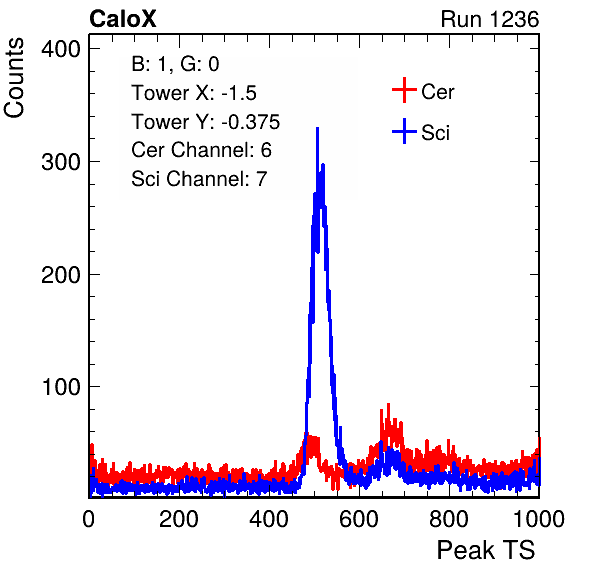 CaloX Run 1236
Counts
400
300
200
100
B: 1, G: 0
Tower X: -1.5
Tower Y: -0.375
Cer Channel: 6
Sci Channel: 7
Cer
Sci
0 200 400 600 800 1000
Peak TS